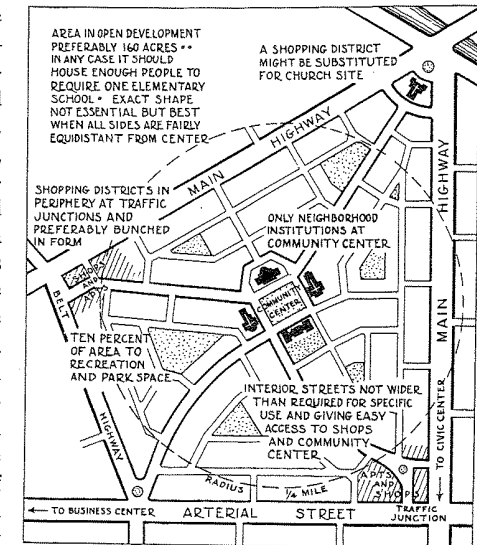 AREA IN OPEN DEVELOPMENT
PREFERABLY 160 ACRES • •
IN ANY CASE IT SHOULD
HOUSE ENOUGH PEOPLE TO
REQUIRE ONE ELEMENTARY
SCHOOL • EXACT SHAPE
NOT ESSENTIAL BUT BEST
WHEN ALL SIDES ARE FAIRLY
EQUIDISTANT FROM CENTER
A SHOPPING DISTRICT
MIGHT BE SUBSTITUTED
FOR CHURCH SITE
MAIN HIGHWAY
SHOPPING DISTRICTS IN
PERIPHERY AT TRAFFIC
JUNCTIONS AND
PREFERABLY BUNCHED
IN FORM
ONLY NEIGHBORHOOD
INSTITUTIONS AT
COMMUNITY CENTER
MAIN HIGHWAY
SHOPS
AND
APTS
COMMUNITY
CENTER
BELT HIGHWAY
TEN PERCENT
OF AREA TO
RECREATION
AND PARK SPACE
INTERIOR STREETS NOT WIDER
THAN REQUIRED FOR SPECIFIC
USE AND GIVING EASY
ACCESS TO SHOPS
AND COMMUNITY
CENTER
TO CIVIC CENTER
RADIUS 1/4 MILE
APTS
AND
SHOPS
← TO BUSINESS CENTER
ARTERIAL STREET
TRAFFIC
JUNCTION